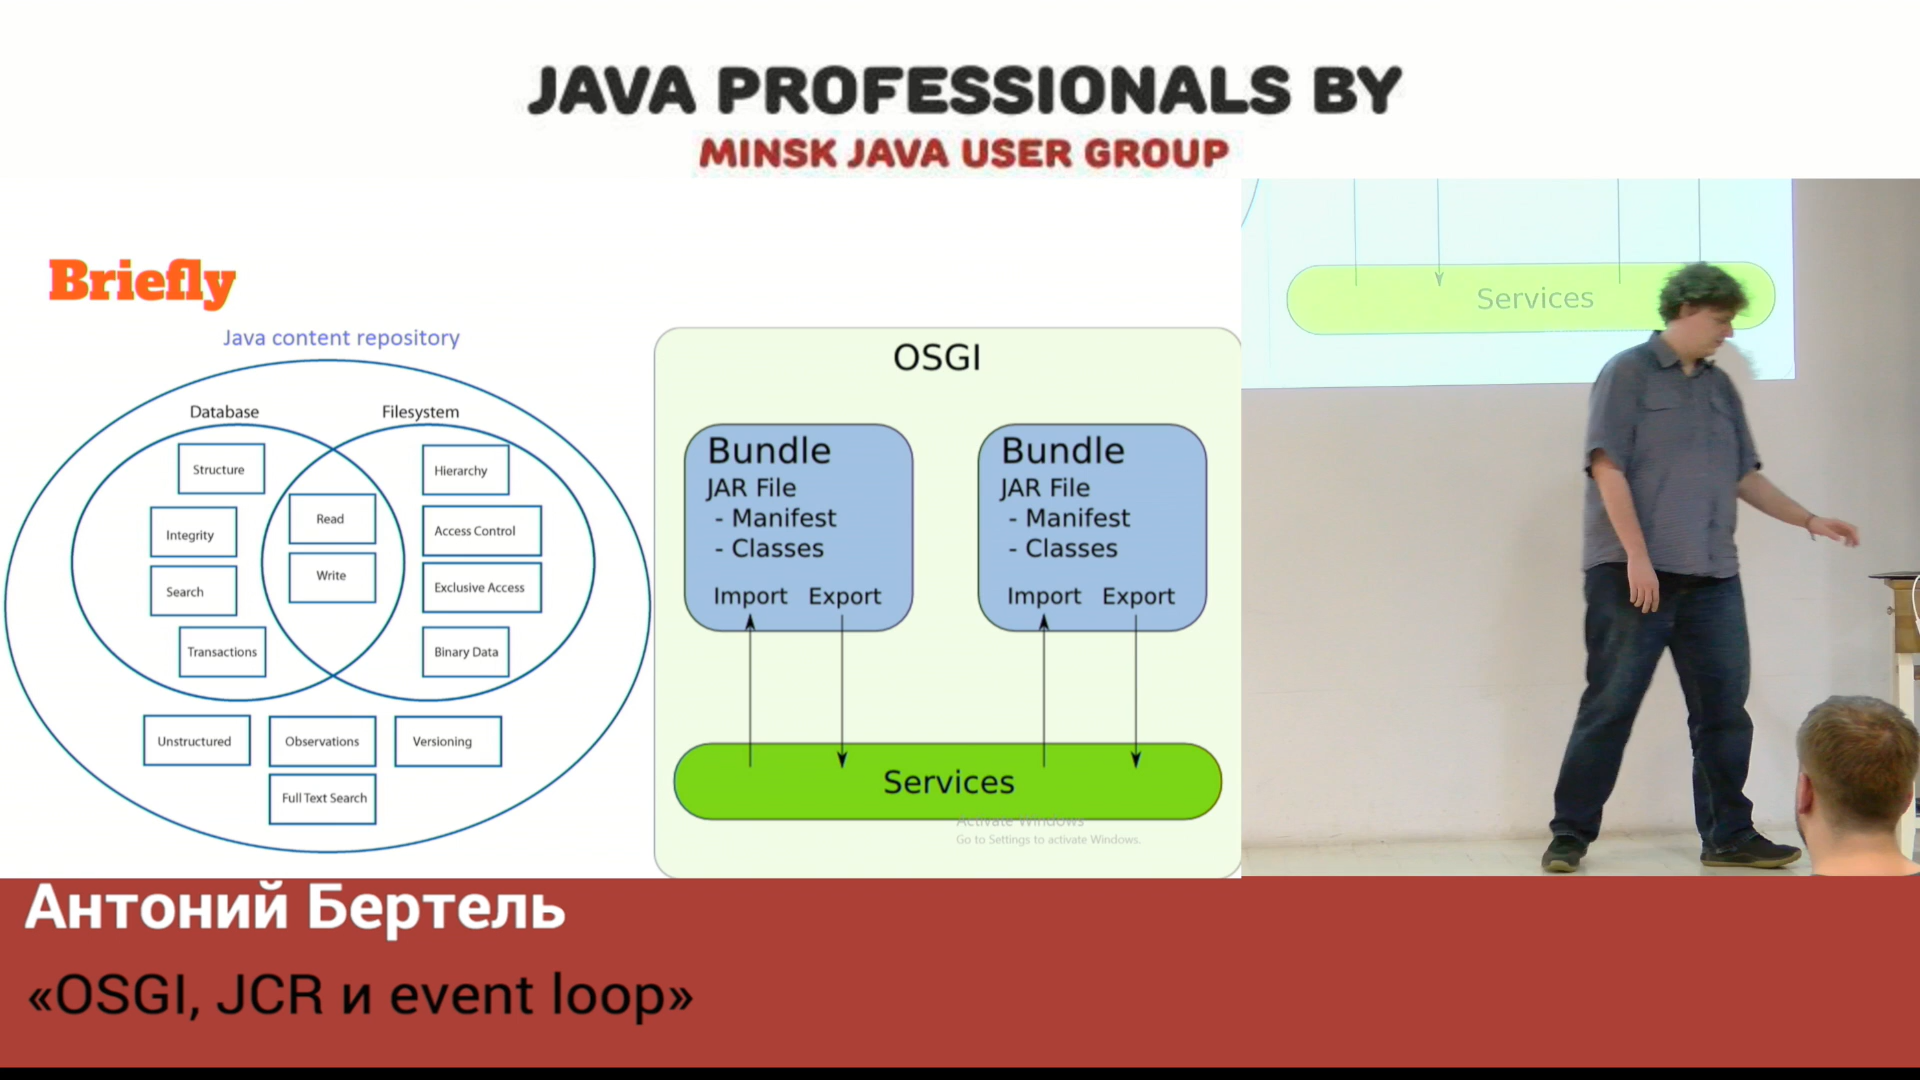 JAVA PROFESSIONALS BY
MINSK JAVA USER GROUP
Briefly
Java content repository
Database
Filesystem
Structure
Integrity
Search
Transactions
Read
Write
Hierarchy
Access Control
Exclusive Access
Binary Data
Unstructured
Observations
Versioning
Full Text Search
OSGI
Bundle
JAR File
- Manifest
- Classes
Import Export
Bundle
JAR File
- Manifest
- Classes
Import Export
Services
Activate Windows
Go to Settings to activate Windows.
Services
Антоний Бертель
«OSGI, JCR и event loop»